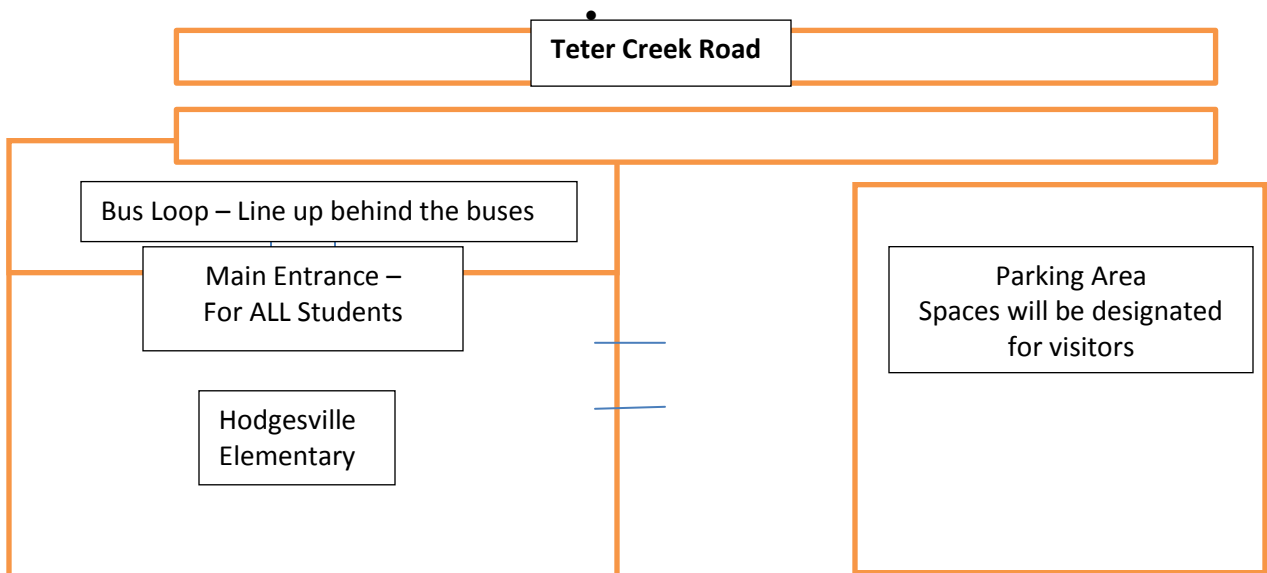 Teter Creek Road
Bus Loop – Line up behind the buses
Main Entrance –
For ALL Students
Parking Area
Spaces will be designated
for visitors
Hodgesville
Elementary